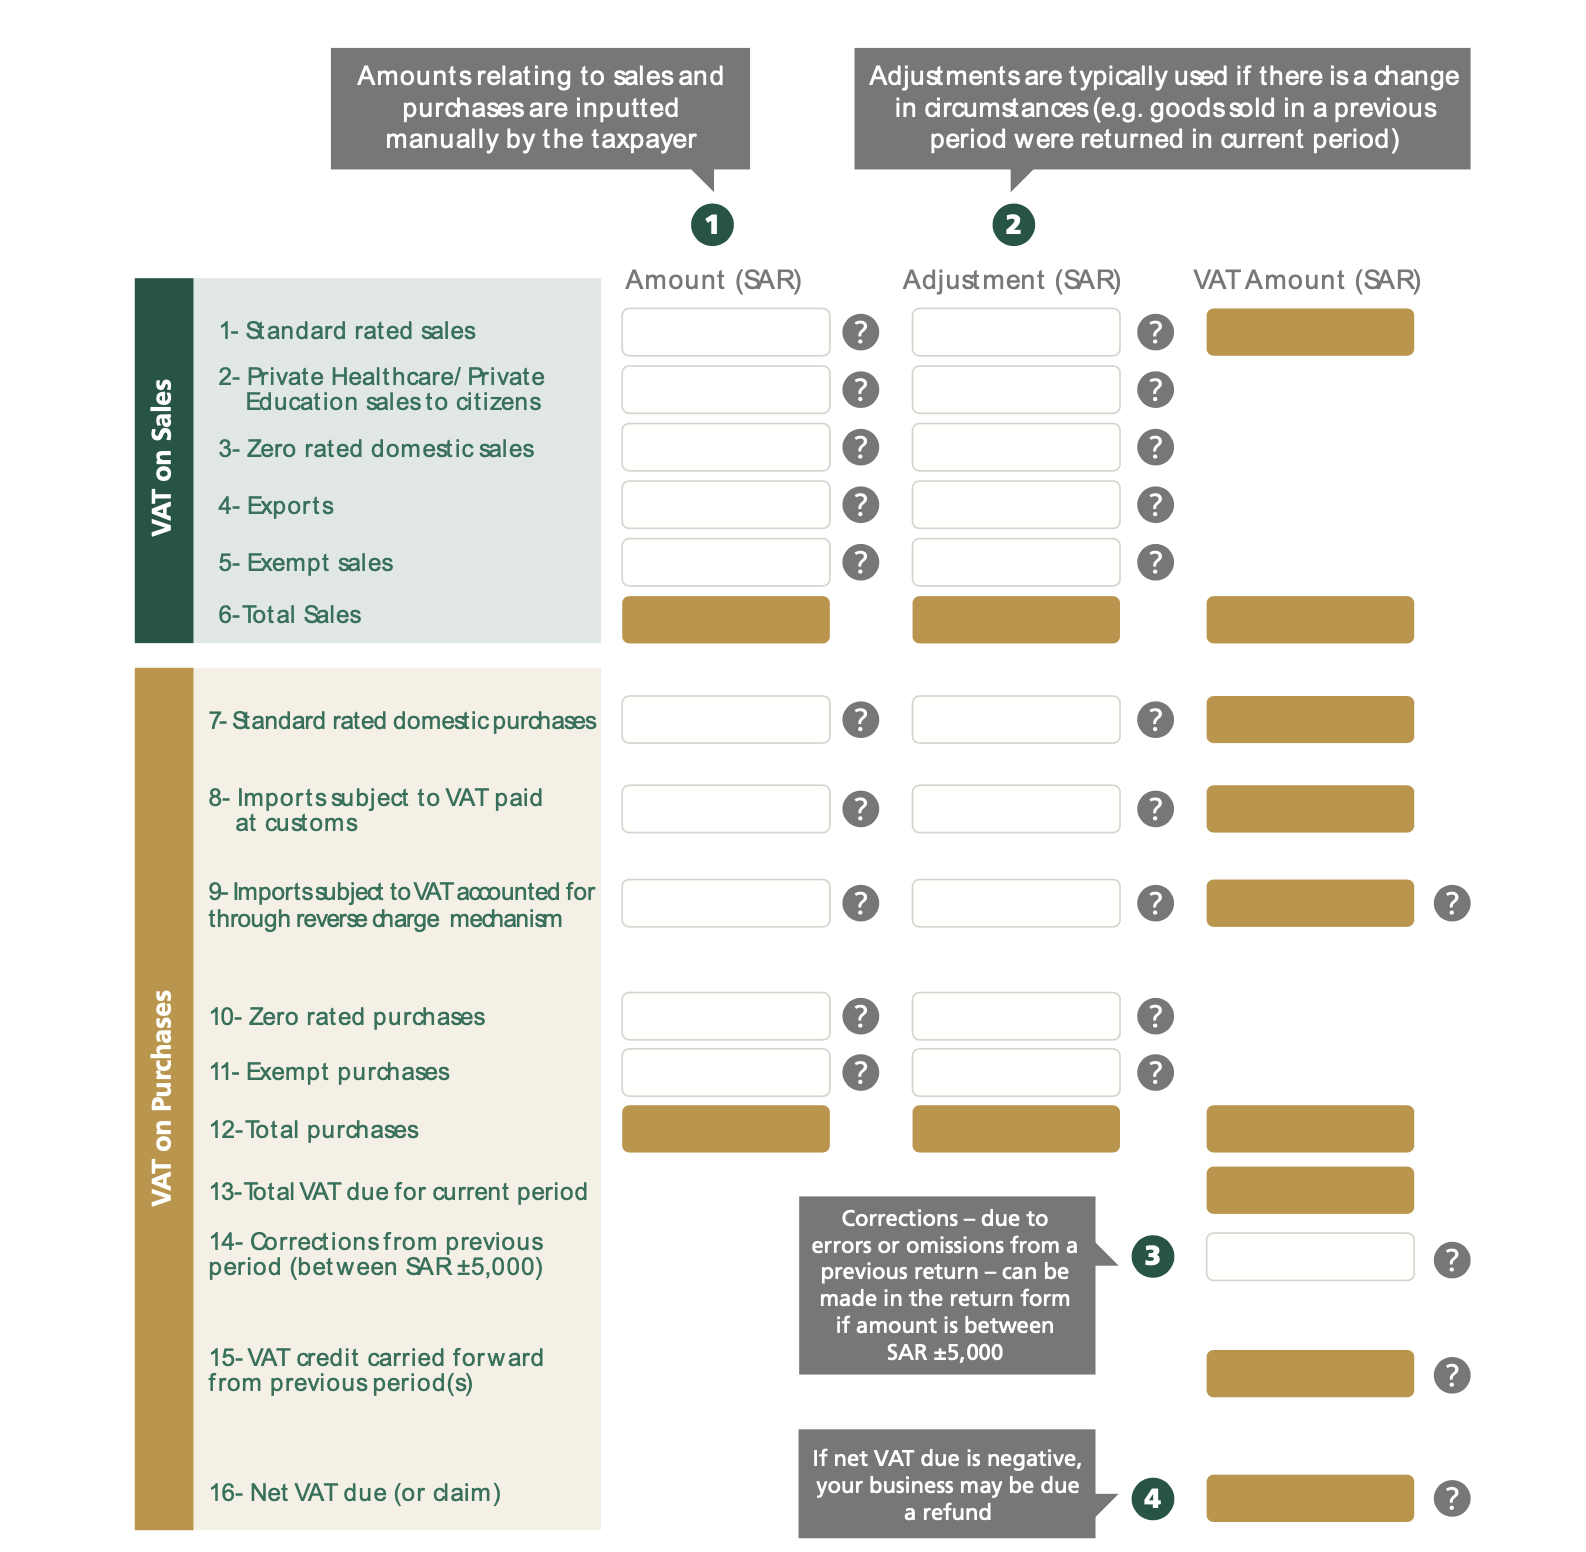 Amounts relating to sales and
purchases are inputted
manually by the taxpayer
Adjustments are typically used if there is a change
in circumstances (e.g. goods sold in a previous
period were returned in current period)
1
2
Amount (SAR)
Adjustment (SAR)
VAT Amount (SAR)
VAT on Sales
1- Standard rated sales
?
?
2- Private Healthcare/ Private
Education sales to citizens
?
?
3- Zero rated domestic sales
?
?
4- Exports
?
?
5- Exempt sales
?
?
6-Total Sales
VAT on Purchases
7- Standard rated domestic purchases
?
?
8- Imports subject to VAT paid
at customs
?
?
9- Imports subject to VAT accounted for
through reverse charge mechanism
?
?
?
10- Zero rated purchases
?
?
11- Exempt purchases
?
?
12-Total purchases
13-Total VAT due for current period
14- Corrections from previous
period (between SAR ±5,000)
Corrections – due to
errors or omissions from a
previous return – can be
made in the return form
if amount is between
SAR ±5,000
3
?
15- VAT credit carried forward
from previous period(s)
?
16- Net VAT due (or claim)
If net VAT due is negative,
your business may be due
a refund
4
?